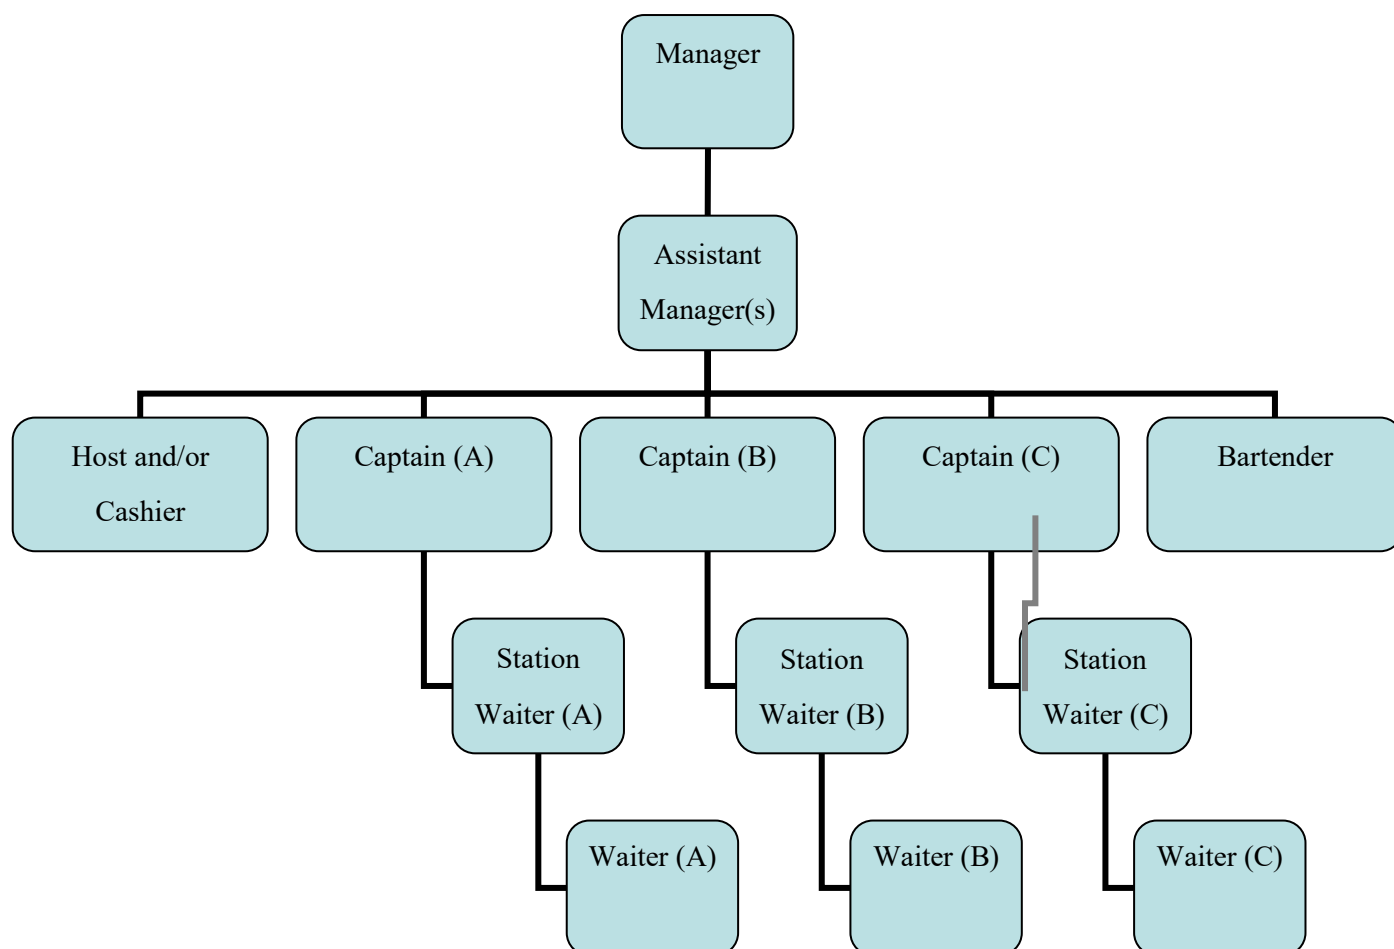 Manager
Assistant
Manager(s)
Host and/or
Cashier
Captain (A)
Captain (B)
Captain (C)
Bartender
Station
Waiter (A)
Station
Waiter (B)
Station
Waiter (C)
Waiter (A)
Waiter (B)
Waiter (C)